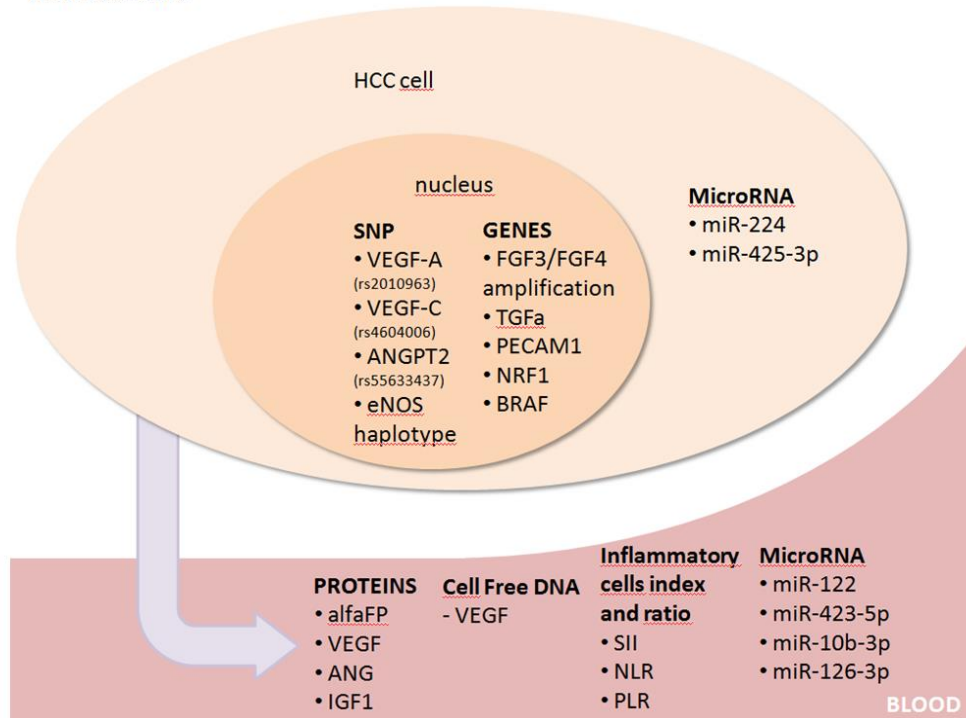 HCC cell
nucleus
SNP
• VEGF-A
(rs2010963)
• VEGF-C
(rs4604006)
• ANGPT2
(rs55633437)
• eNOS
haplotype
GENES
• FGF3/FGF4
amplification
• TGFa
• PECAM1
• NRF1
• BRAF
MicroRNA
• miR-224
• miR-425-3p
PROTEINS
• alfaFP
• VEGF
• ANG
• IGF1
Cell Free DNA
- VEGF
Inflammatory
cells index
and ratio
• SII
• NLR
• PLR
MicroRNA
• miR-122
• miR-423-5p
• miR-10b-3p
• miR-126-3p
BLOOD